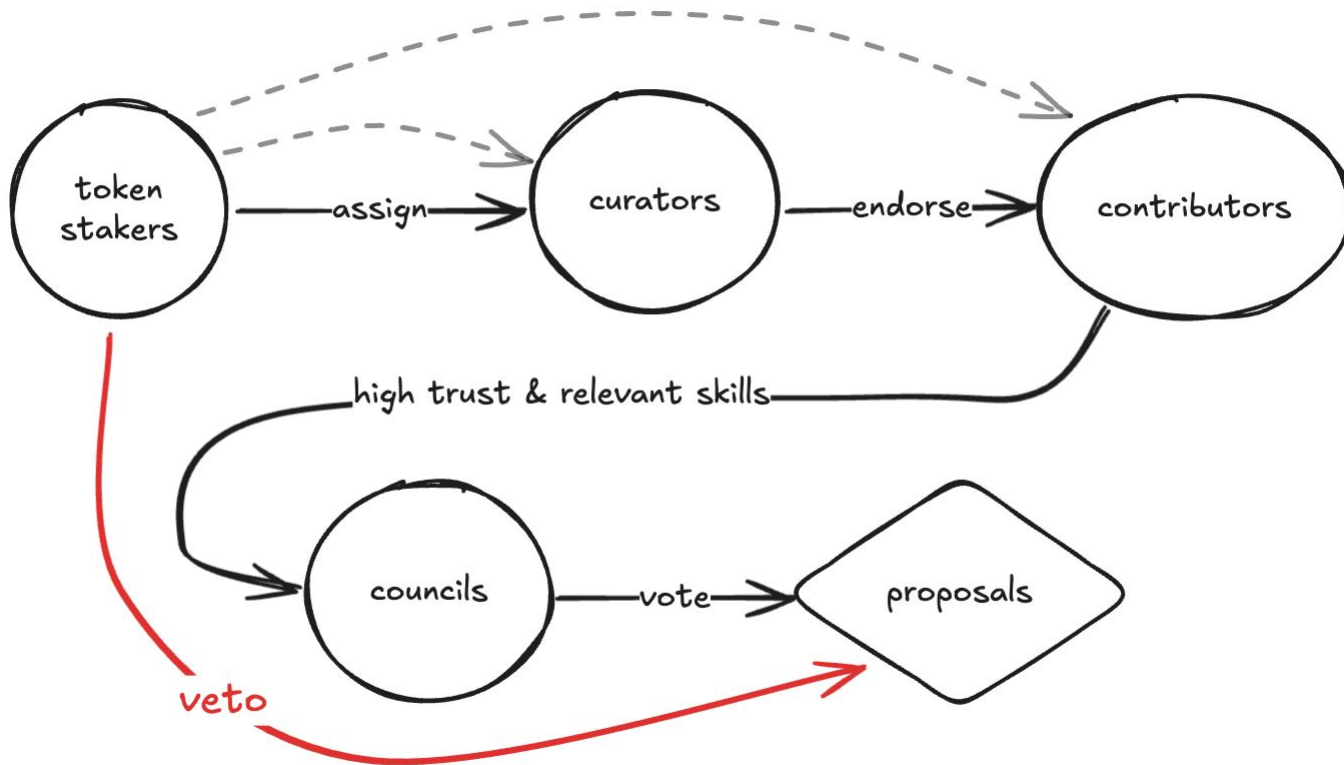 token
stakers
assign
curators
endorse
contributors
high trust & relevant skills
councils
vote
proposals
veto